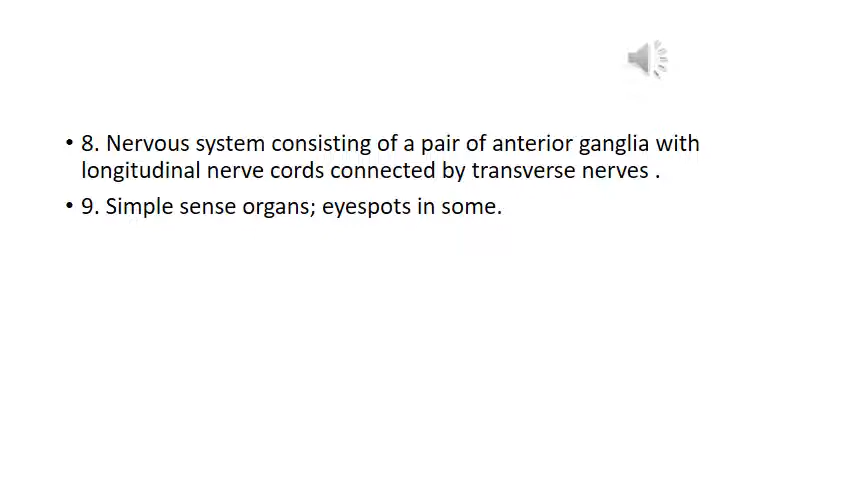 • 8. Nervous system consisting of a pair of anterior ganglia with
longitudinal nerve cords connected by transverse nerves .
• 9. Simple sense organs; eyespots in some.